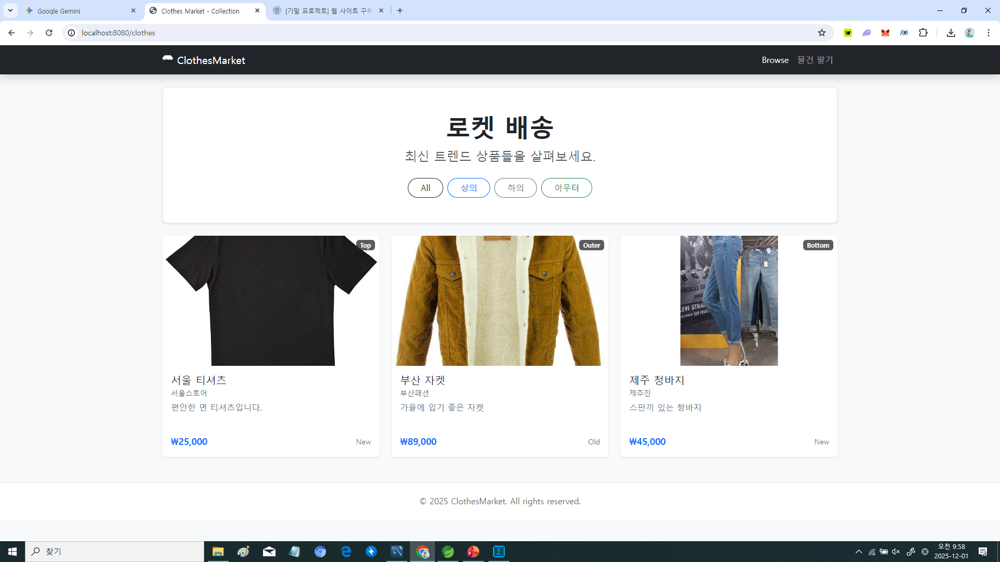 Google Gemini
Clothes Market - Collection
[기말 프로젝트] 웹 사이트 구축
localhost:8080/clothes
ClothesMarket
Browse
물건 팔기
로켓 배송
최신 트렌드 상품들을 살펴보세요.
All
상의
하의
아우터
Top
Outer
Bottom
서울 티셔츠
서울스토어
편안한 면 티셔츠입니다.
₩25,000
New
부산 자켓
부산패션
가을에 입기 좋은 자켓
₩89,000
Old
제주 청바지
제주진
스판끼 있는 청바지
₩45,000
New
© 2025 ClothesMarket. All rights reserved.
찾기
오전 9:58
2025-12-01